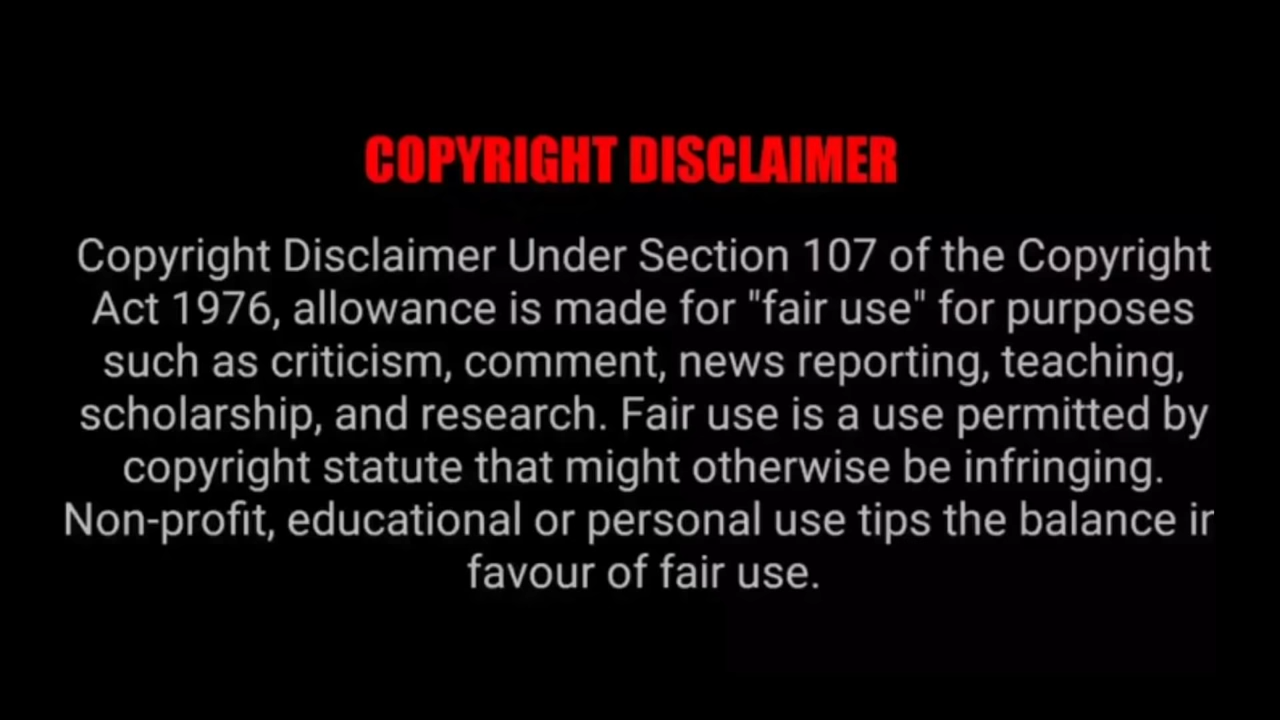 COPYRIGHT DISCLAIMER
Copyright Disclaimer Under Section 107 of the Copyright
Act 1976, allowance is made for "fair use" for purposes
such as criticism, comment, news reporting, teaching,
scholarship, and research. Fair use is a use permitted by
copyright statute that might otherwise be infringing.
Non-profit, educational or personal use tips the balance ir
favour of fair use.